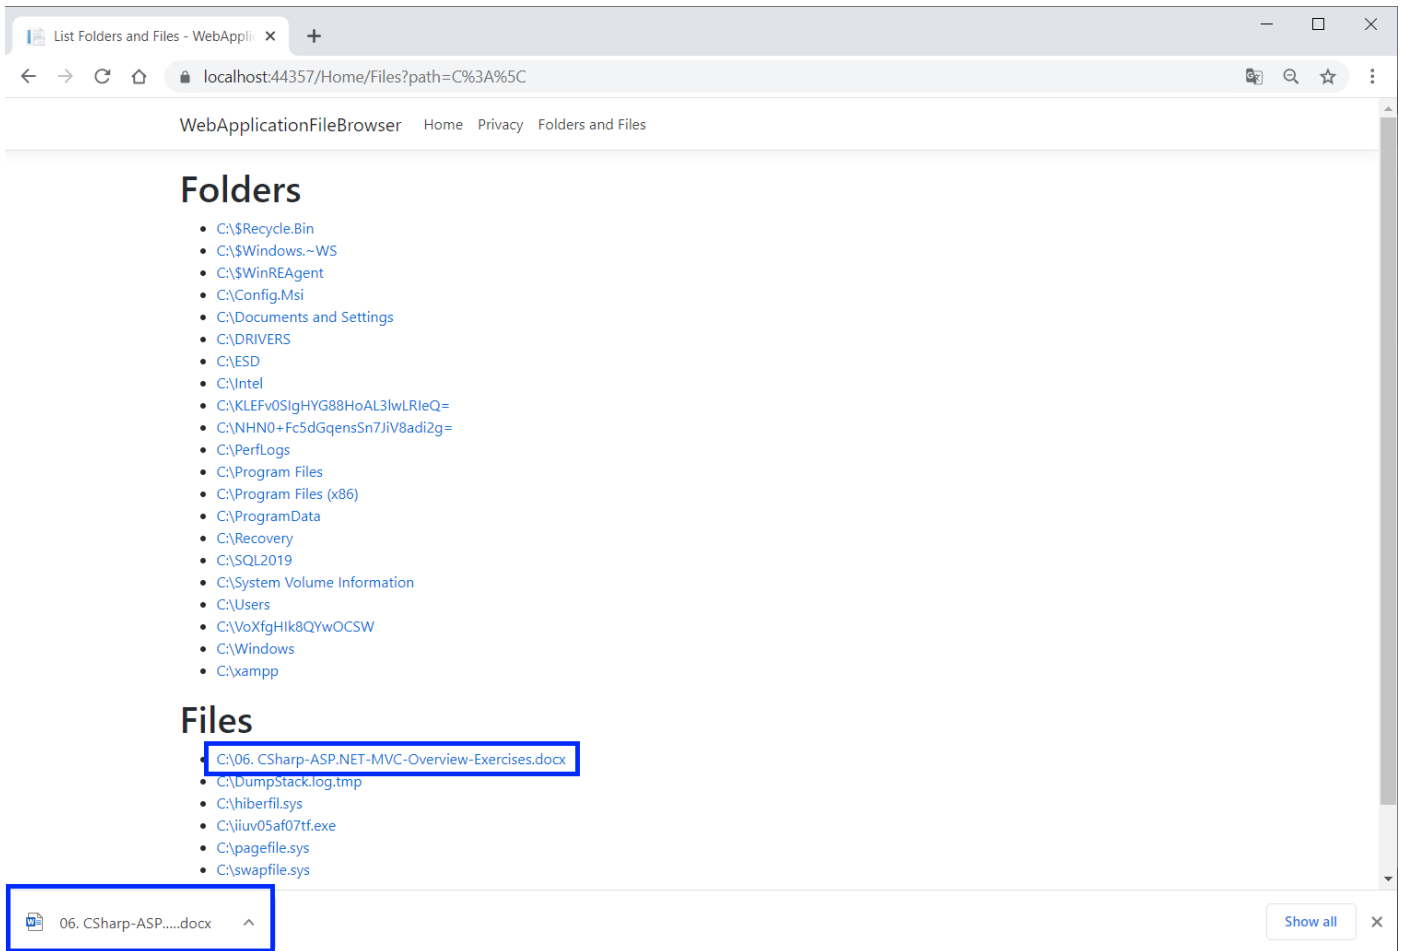 List Folders and Files - WebApplic
localhost:44357/Home/Files?path=C%3A%5C
WebApplicationFileBrowser Home Privacy Folders and Files
Folders
C:\$Recycle.Bin
C:\$Windows.~WS
C:\$WinREAgent
C:\Config.Msi
C:\Documents and Settings
C:\DRIVERS
C:\ESD
C:\Intel
C:\KLEFv0SIgHYG88HoAL3lwLRIeQ=
C:\NHN0+Fc5dGqensSn7JiV8adi2g=
C:\PerfLogs
C:\Program Files
C:\Program Files (x86)
C:\ProgramData
C:\Recovery
C:\SQL2019
C:\System Volume Information
C:\Users
C:\VoXfgHIk8QYwOCSW
C:\Windows
C:\xampp
Files
C:\06. CSharp-ASP.NET-MVC-Overview-Exercises.docx
C:\DumpStack.log.tmp
C:\hiberfil.sys
C:\iiuv05af07tf.exe
C:\pagefile.sys
C:\swapfile.sys
06. CSharp-ASP.....docx
Show all